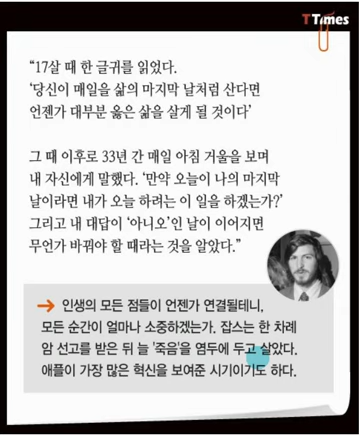 TTimes
“17살 때 한 글귀를 읽었다.
‘당신이 매일을 삶의 마지막 날처럼 산다면
언젠가 대부분 옳은 삶을 살게 될 것이다’
그 때 이후로 33년 간 매일 아침 거울을 보며
내 자신에게 말했다. ‘만약 오늘이 나의 마지막
날이라면 내가 오늘 하려는 이 일을 하겠는가?’
그리고 내 대답이 ‘아니오’인 날이 이어지면
무언가 바꿔야 할 때라는 것을 알았다.”
인생의 모든 점들이 언젠가 연결될테니,
모든 순간이 얼마나 소중하겠는가. 잡스는 한 차례
암 선고를 받은 뒤 늘 '죽음'을 염두에 두고 살았다.
애플이 가장 많은 혁신을 보여준 시기이기도 하다.